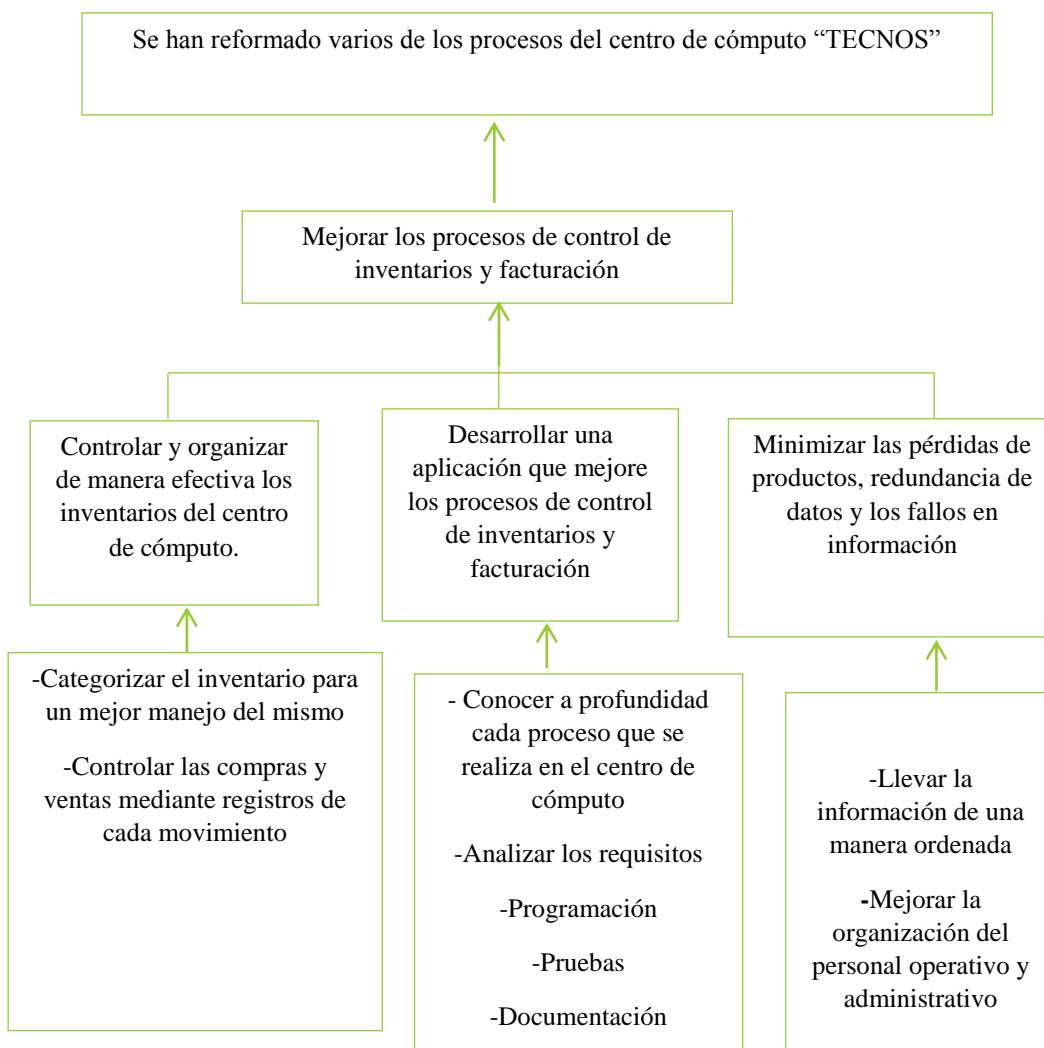 Se han reformado varios de los procesos del centro de cómputo “TECNOS”
Mejorar los procesos de control de
inventarios y facturación
Controlar y organizar
de manera efectiva los
inventarios del centro
de cómputo.
Desarrollar una
aplicación que mejore
los procesos de control
de inventarios y
facturación
Minimizar las pérdidas de
productos, redundancia de
datos y los fallos en
información
-Categorizar el inventario para
un mejor manejo del mismo
-Controlar las compras y
ventas mediante registros de
cada movimiento
- Conocer a profundidad
cada proceso que se
realiza en el centro de
cómputo
-Analizar los requisitos
-Programación
-Pruebas
-Documentación
-Llevar la
información de una
manera ordenada
-Mejorar la
organización del
personal operativo y
administrativo